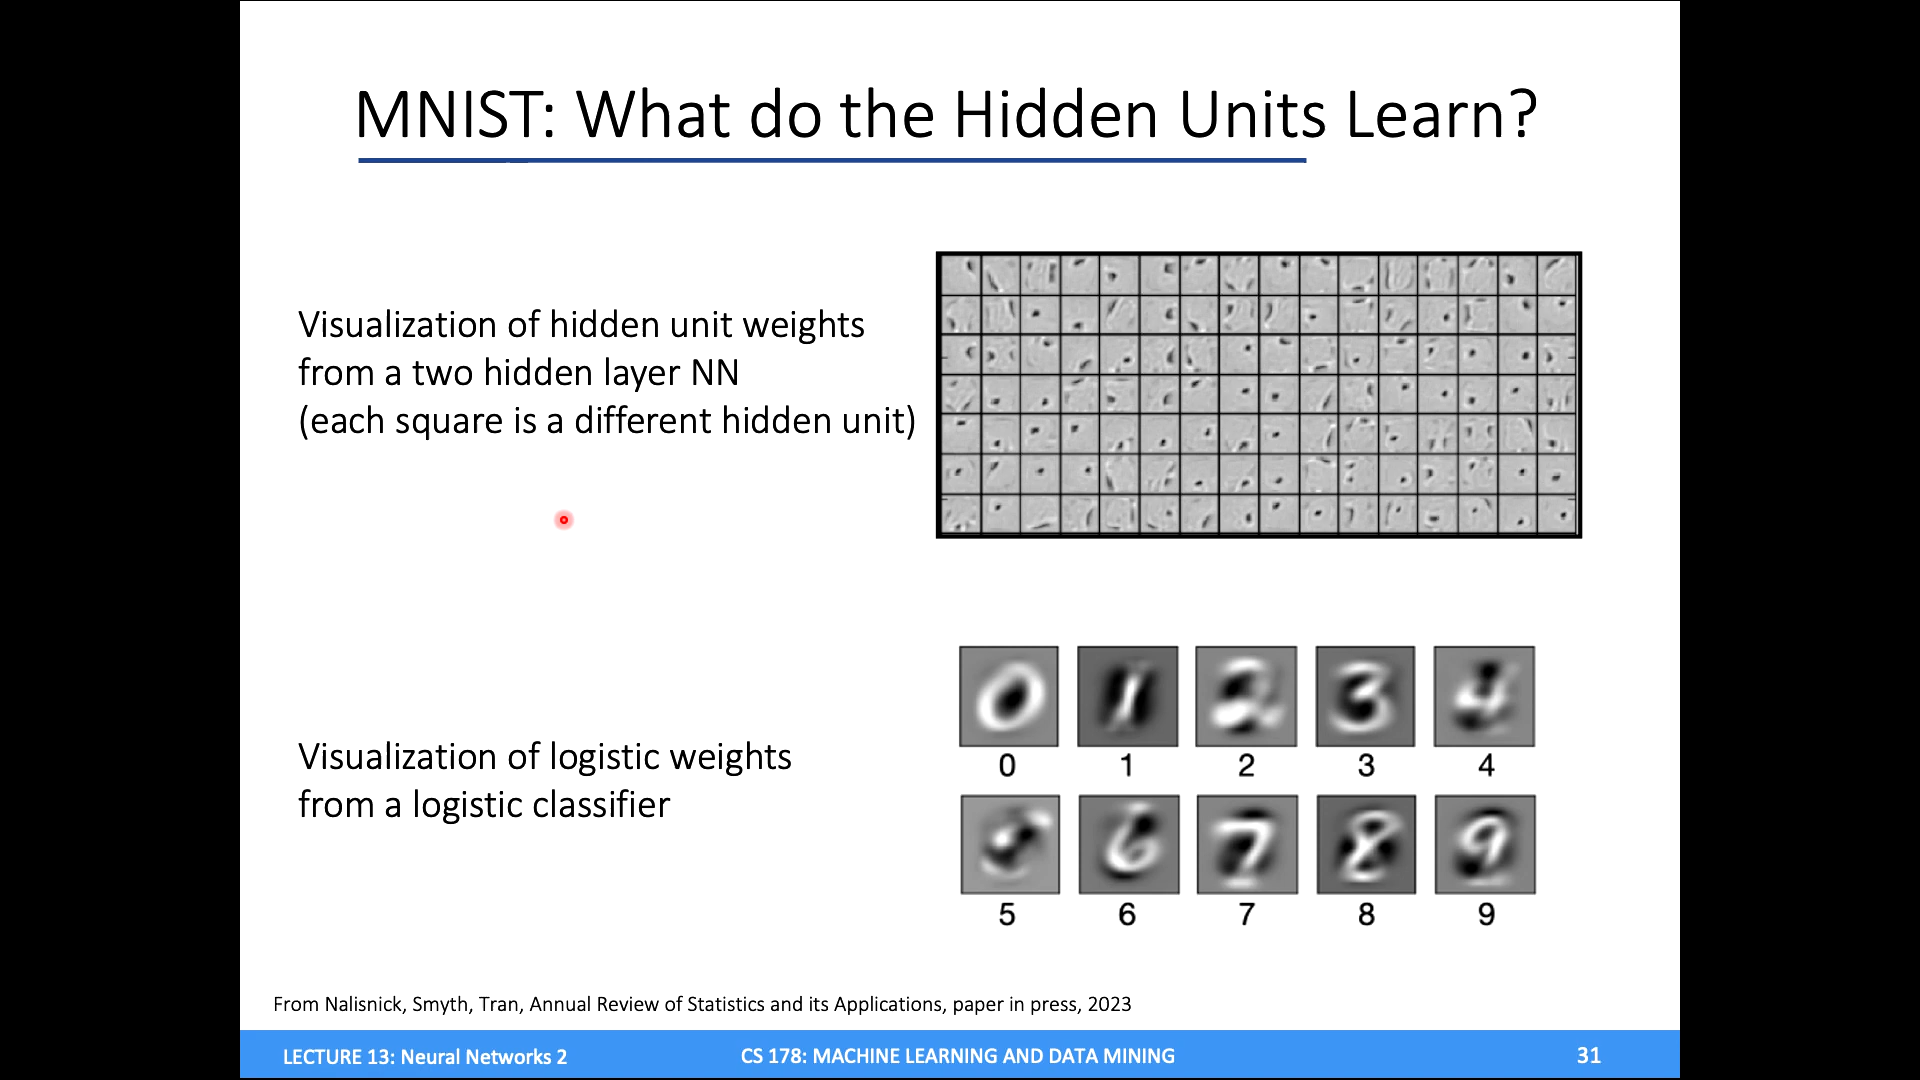 MNIST: What do the Hidden Units Learn?
Visualization of hidden unit weights
from a two hidden layer NN
(each square is a different hidden unit)
Visualization of logistic weights
from a logistic classifier
0 1 2 3 4
5 6 7 8 9
From Nalisnick, Smyth, Tran, Annual Review of Statistics and its Applications, paper in press, 2023
LECTURE 13: Neural Networks 2 CS 178: MACHINE LEARNING AND DATA MINING 31